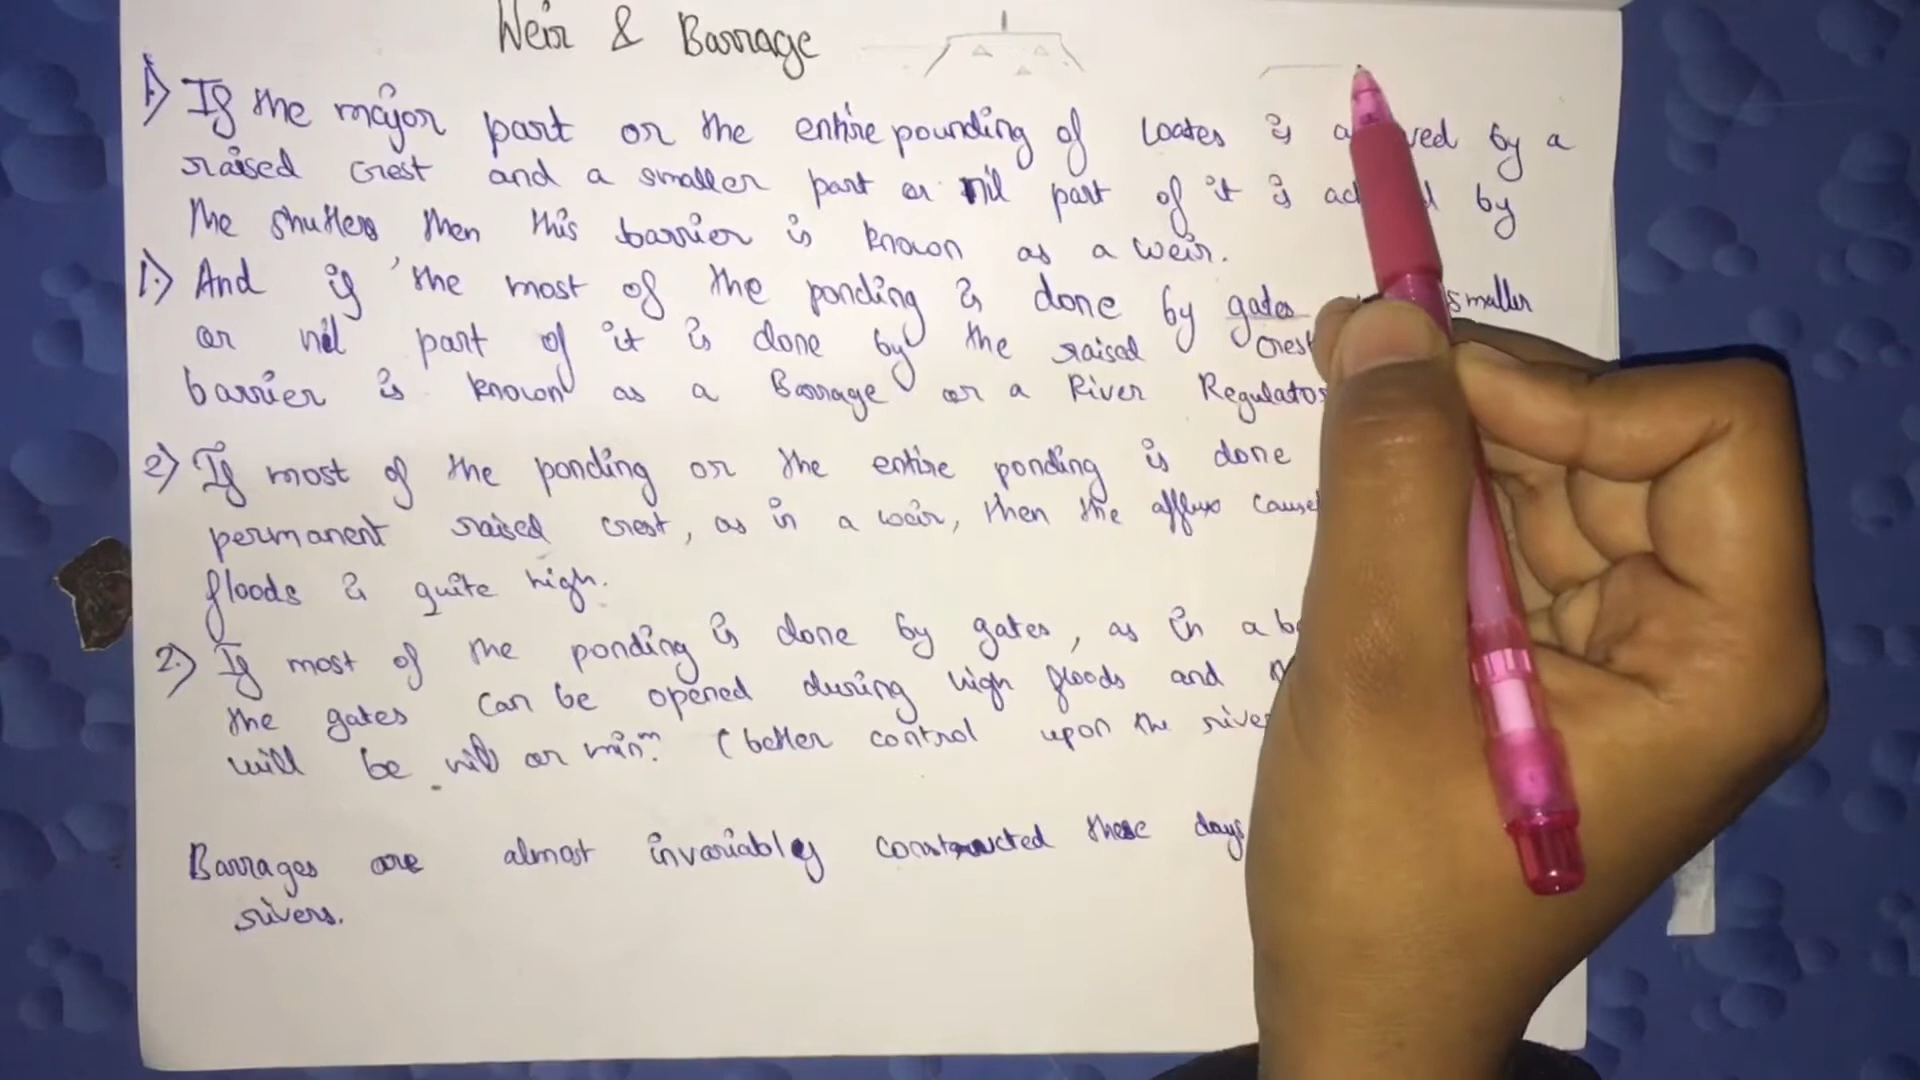 Weir & Barrage
1) If the major part or the entire pounding of water is by a
raised crest and a smaller part or nil part of it is by
the shutters then this barrier is known as a weir.
1.) And if the most of the ponding is done by gates smaller
or nil part of it is done by the raised crest
barrier is known as a Barrage or a River Regulator
2) If most of the ponding or the entire ponding is done
permanent raised crest, as in a weir, then the afflux cause
floods is quite high.
2.) If most of the ponding is done by gates, as in a
the gates can be opened during high floods and
will be nil or minm. (better control upon the river
Barrages are almost invariably constructed these days
rivers.